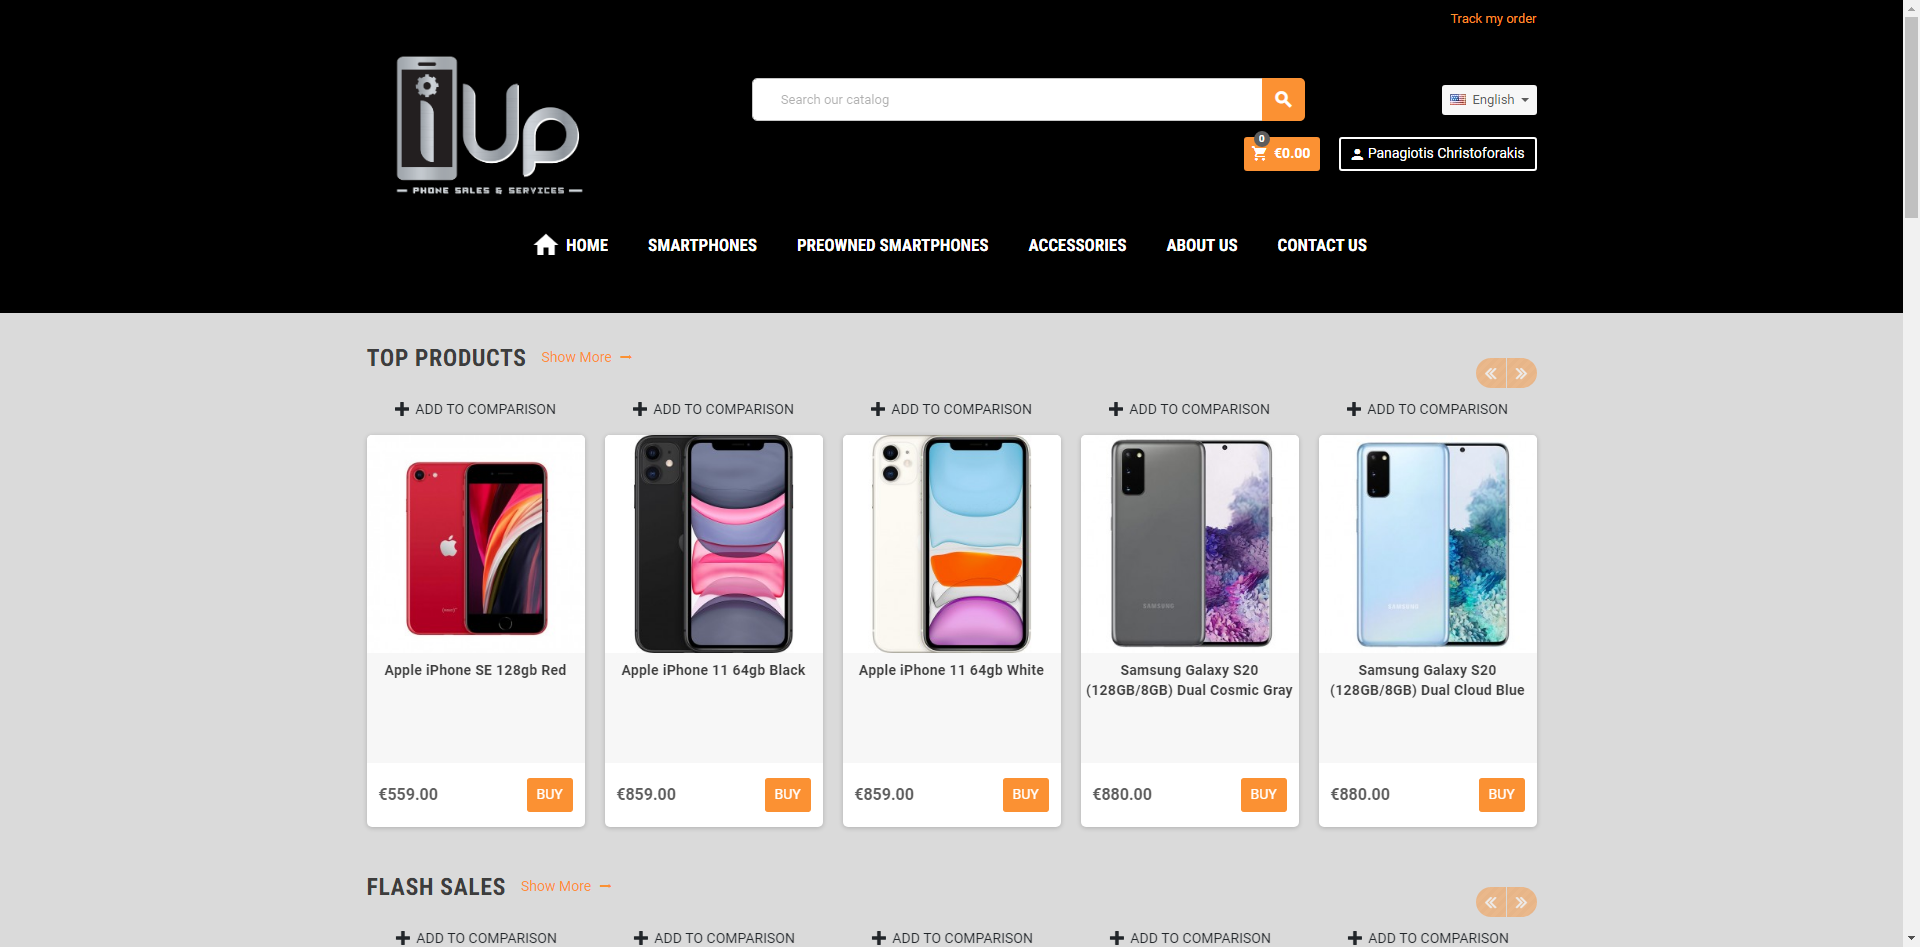 Track my order
iUp
PHONE SALES & SERVICES
Search our catalog
English
0
€0.00
Panagiotis Christoforakis
HOME SMARTPHONES PREOWNED SMARTPHONES ACCESSORIES ABOUT US CONTACT US
TOP PRODUCTS Show More
ADD TO COMPARISON ADD TO COMPARISON ADD TO COMPARISON ADD TO COMPARISON ADD TO COMPARISON
SAMSUNG SAMSUNG
Apple iPhone SE 128gb Red
Apple iPhone 11 64gb Black
Apple iPhone 11 64gb White
Samsung Galaxy S20
(128GB/8GB) Dual Cosmic Gray
Samsung Galaxy S20
(128GB/8GB) Dual Cloud Blue
€559.00 BUY €859.00 BUY €859.00 BUY €880.00 BUY €880.00 BUY
FLASH SALES Show More
ADD TO COMPARISON ADD TO COMPARISON ADD TO COMPARISON ADD TO COMPARISON ADD TO COMPARISON